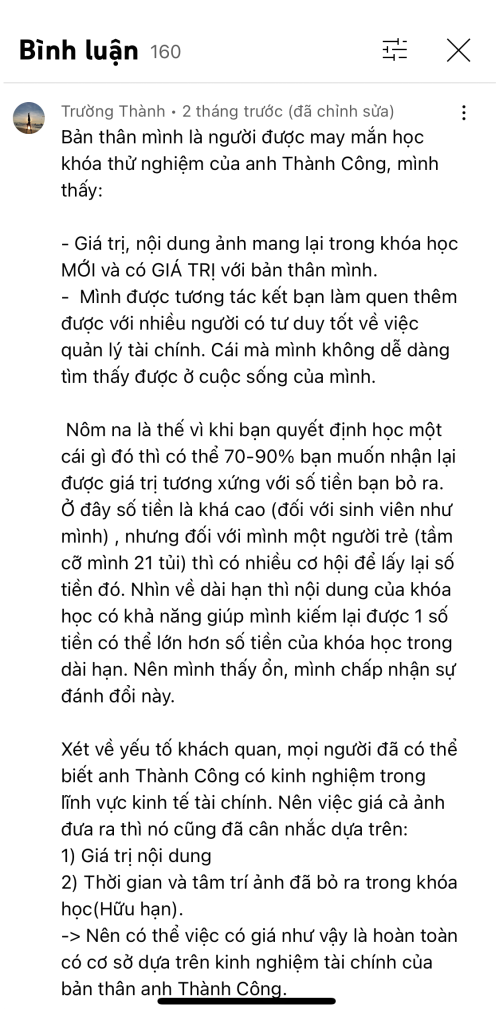 Bình luận 160
Trường Thành • 2 tháng trước (đã chỉnh sửa)
Bản thân mình là người được may mắn học
khóa thử nghiệm của anh Thành Công, mình
thấy:
- Giá trị, nội dung ảnh mang lại trong khóa học
MỚI và có GIÁ TRỊ với bản thân mình.
- Mình được tương tác kết bạn làm quen thêm
được với nhiều người có tư duy tốt về việc
quản lý tài chính. Cái mà mình không dễ dàng
tìm thấy được ở cuộc sống của mình.
Nôm na là thế vì khi bạn quyết định học một
cái gì đó thì có thể 70-90% bạn muốn nhận lại
được giá trị tương xứng với số tiền bạn bỏ ra.
Ở đây số tiền là khá cao (đối với sinh viên như
mình) , nhưng đối với mình một người trẻ (tầm
cỡ mình 21 tủi) thì có nhiều cơ hội để lấy lại số
tiền đó. Nhìn về dài hạn thì nội dung của khóa
học có khả năng giúp mình kiếm lại được 1 số
tiền có thể lớn hơn số tiền của khóa học trong
dài hạn. Nên mình thấy ổn, mình chấp nhận sự
đánh đổi này.
Xét về yếu tố khách quan, mọi người đã có thể
biết anh Thành Công có kinh nghiệm trong
lĩnh vực kinh tế tài chính. Nên việc giá cả ảnh
đưa ra thì nó cũng đã cân nhắc dựa trên:
1) Giá trị nội dung
2) Thời gian và tâm trí ảnh đã bỏ ra trong khóa
học(Hữu hạn).
-> Nên có thể việc có giá như vậy là hoàn toàn
có cơ sở dựa trên kinh nghiệm tài chính của
bản thân anh Thành Công.